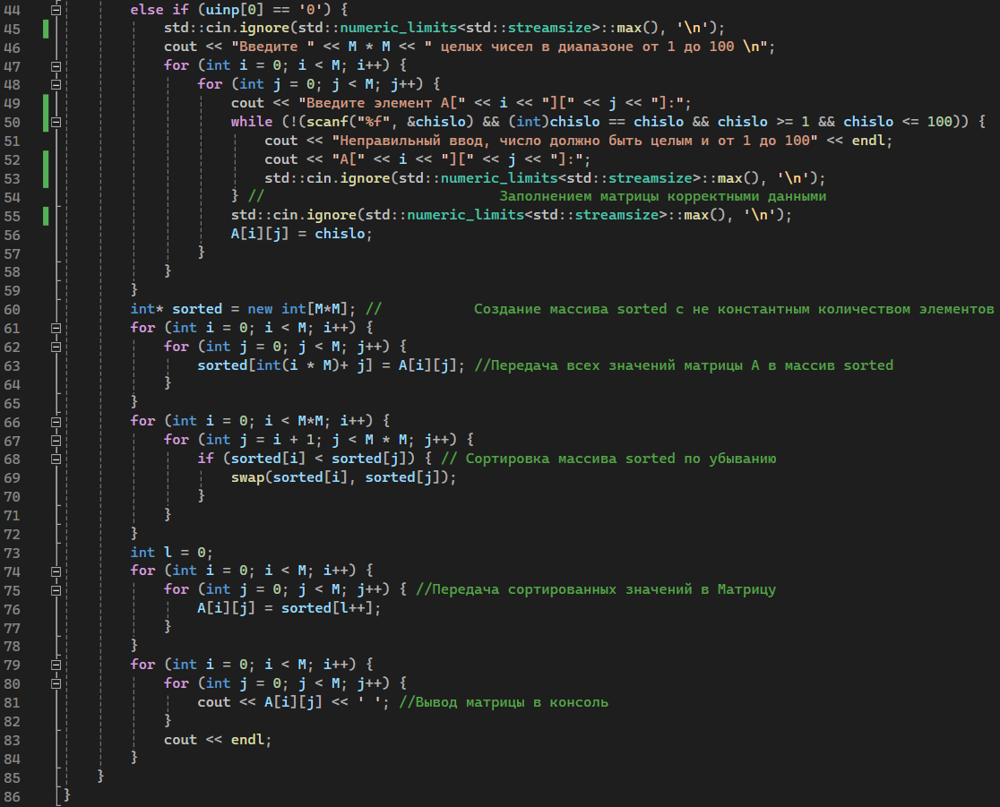 44 else if (uinp[0] == '0') {
45 std::cin.ignore(std::numeric_limits<std::streamsize>::max(), '\n');
46 cout << "Введите " << M * M << " целых чисел в диапазоне от 1 до 100 \n";
47 for (int i = 0; i < M; i++) {
48 for (int j = 0; j < M; j++) {
49 cout << "Введите элемент A[" << i << "][" << j << "]:";
50 while (!(scanf("%f", &chislo) && (int)chislo == chislo && chislo >= 1 && chislo <= 100)) {
51 cout << "Неправильный ввод, число должно быть целым и от 1 до 100" << endl;
52 cout << "A[" << i << "][" << j << "]:";
53 std::cin.ignore(std::numeric_limits<std::streamsize>::max(), '\n');
54 } // Заполнением матрицы корректными данными
55 std::cin.ignore(std::numeric_limits<std::streamsize>::max(), '\n');
56 A[i][j] = chislo;
57 }
58 }
59 }
60 int* sorted = new int[M*M]; // Создание массива sorted с не константным количеством элементов
61 for (int i = 0; i < M; i++) {
62 for (int j = 0; j < M; j++) {
63 sorted[int(i * M)+ j] = A[i][j]; //Передача всех значений матрицы A в массив sorted
64 }
65 }
66 for (int i = 0; i < M*M; i++) {
67 for (int j = i + 1; j < M * M; j++) {
68 if (sorted[i] < sorted[j]) { // Сортировка массива sorted по убыванию
69 swap(sorted[i], sorted[j]);
70 }
71 }
72 }
73 int l = 0;
74 for (int i = 0; i < M; i++) {
75 for (int j = 0; j < M; j++) { //Передача сортированных значений в Матрицу
76 A[i][j] = sorted[l++];
77 }
78 }
79 for (int i = 0; i < M; i++) {
80 for (int j = 0; j < M; j++) {
81 cout << A[i][j] << ' '; //Вывод матрицы в консоль
82 }
83 cout << endl;
84 }
85 }
86 }